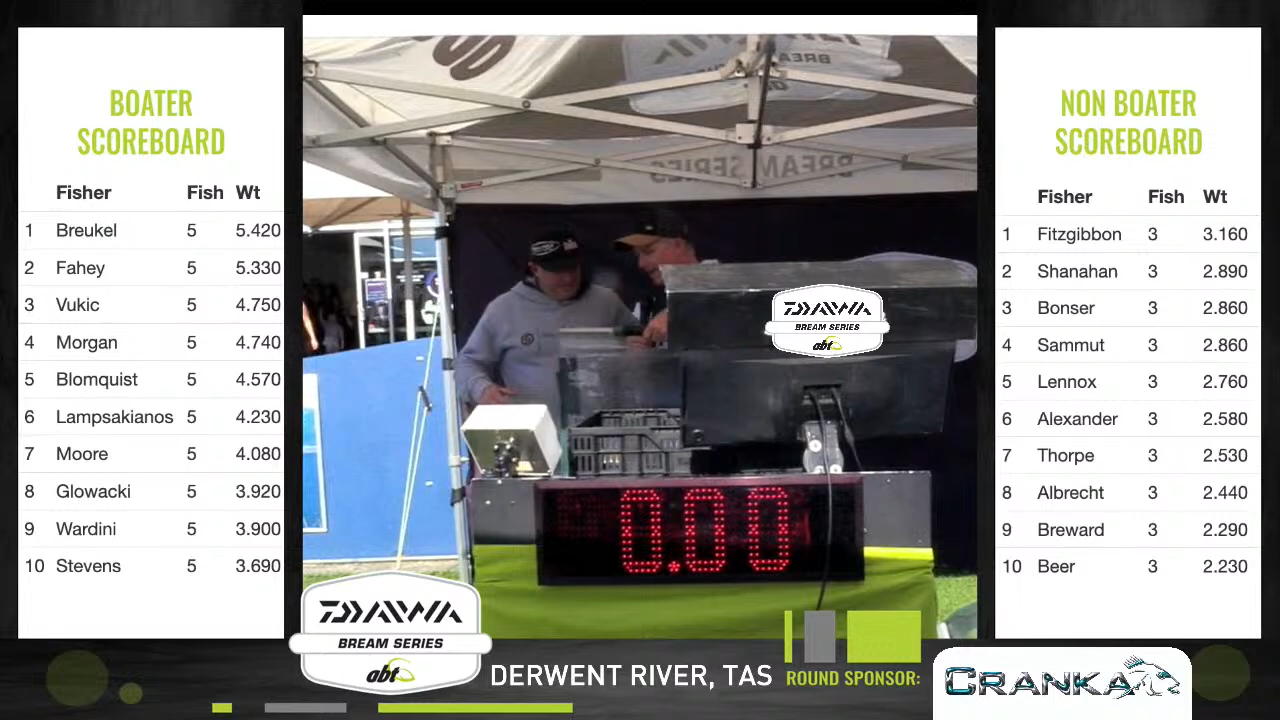 BOATER
SCOREBOARD
Fisher Fish Wt
1 Breukel 5 5.420
2 Fahey 5 5.330
3 Vukic 5 4.750
4 Morgan 5 4.740
5 Blomquist 5 4.570
6 Lampsakianos 5 4.230
7 Moore 5 4.080
8 Glowacki 5 3.920
9 Wardini 5 3.900
10 Stevens 5 3.690
BREAM SERIES
DAIWA
BREAM SERIES
abt
0.00
DAIWA
BREAM SERIES
abt
DERWENT RIVER, TAS
ROUND SPONSOR:
CRANKA
NON BOATER
SCOREBOARD
Fisher Fish Wt
1 Fitzgibbon 3 3.160
2 Shanahan 3 2.890
3 Bonser 3 2.860
4 Sammut 3 2.860
5 Lennox 3 2.760
6 Alexander 3 2.580
7 Thorpe 3 2.530
8 Albrecht 3 2.440
9 Breward 3 2.290
10 Beer 3 2.230